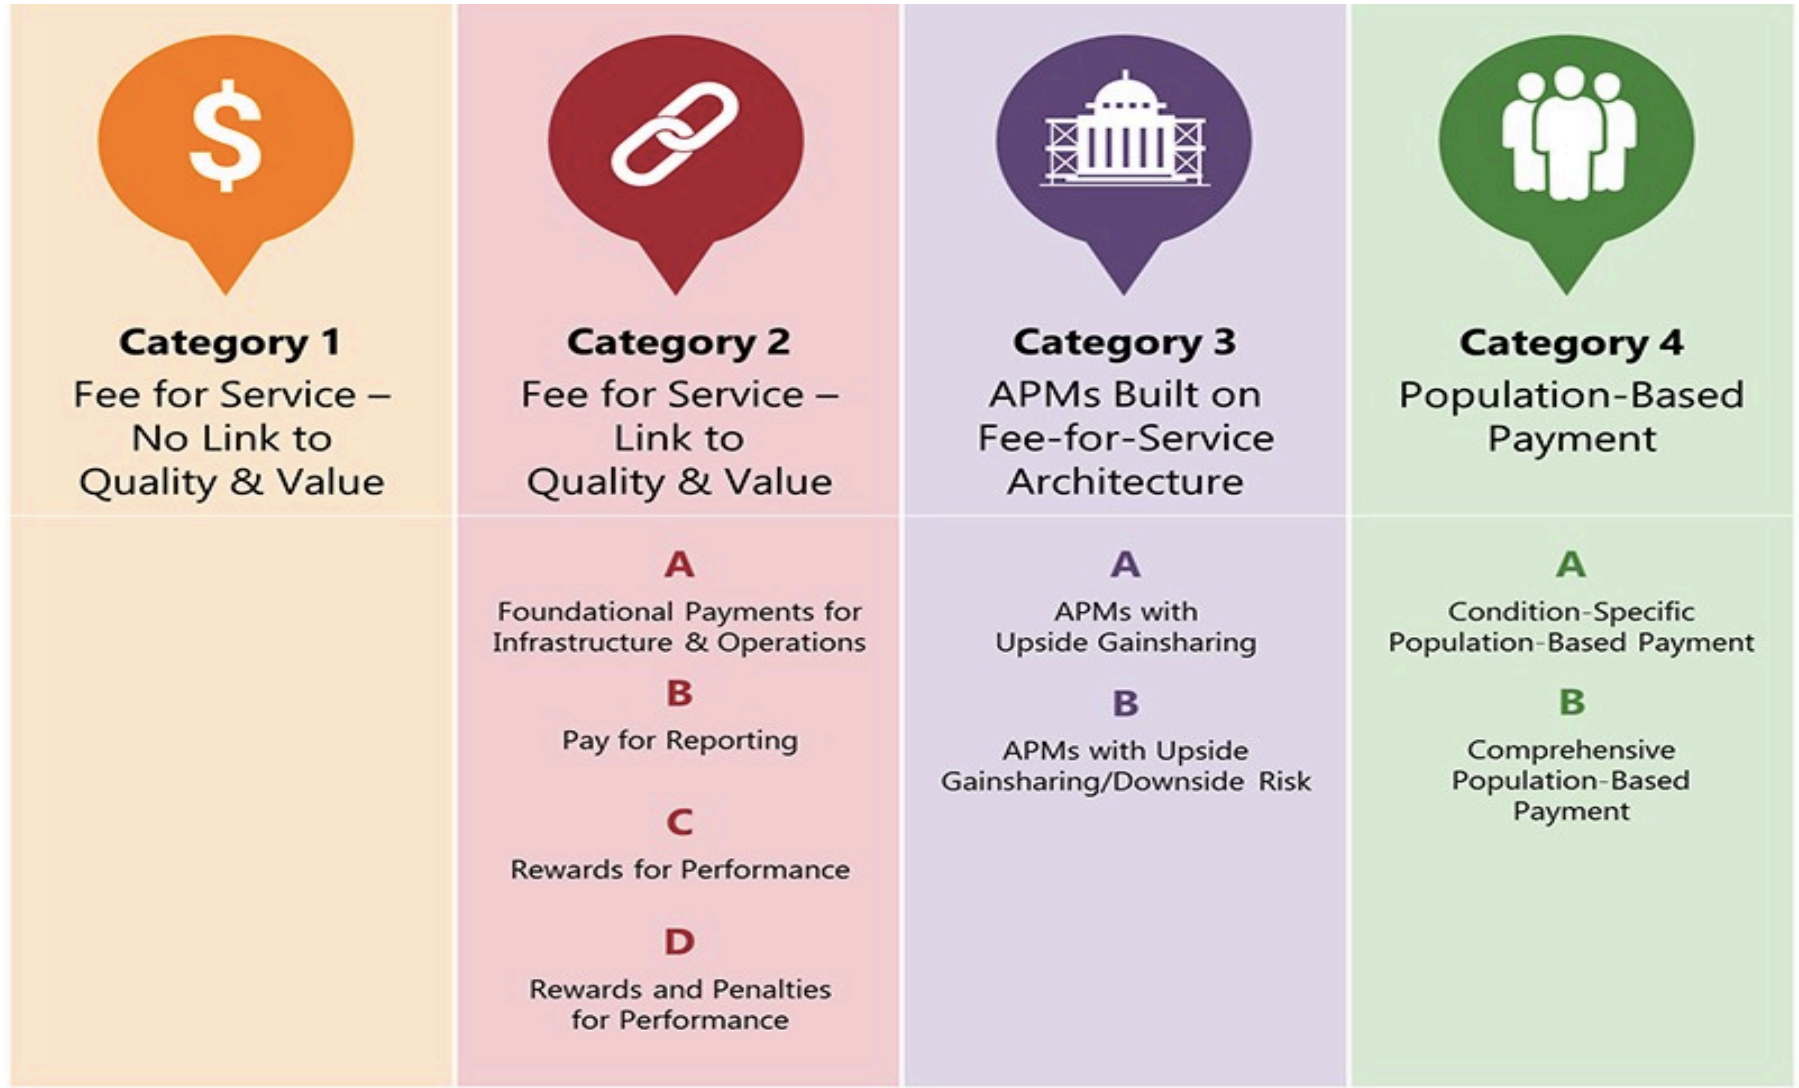 $
Category 1
Fee for Service –
No Link to
Quality & Value
Category 2
Fee for Service –
Link to
Quality & Value
A
Foundational Payments for
Infrastructure & Operations
B
Pay for Reporting
C
Rewards for Performance
D
Rewards and Penalties
for Performance
Category 3
APMs Built on
Fee-for-Service
Architecture
A
APMs with
Upside Gainsharing
B
APMs with Upside
Gainsharing/Downside Risk
Category 4
Population-Based
Payment
A
Condition-Specific
Population-Based Payment
B
Comprehensive
Population-Based
Payment